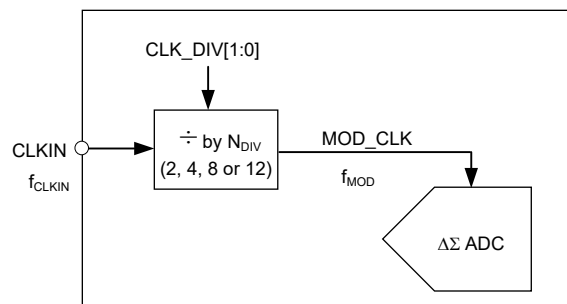 CLK_DIV[1:0]
÷ by NDIV
(2, 4, 8 or 12)
CLKIN
fCLKIN
MOD_CLK
fMOD
ΔΣ ADC